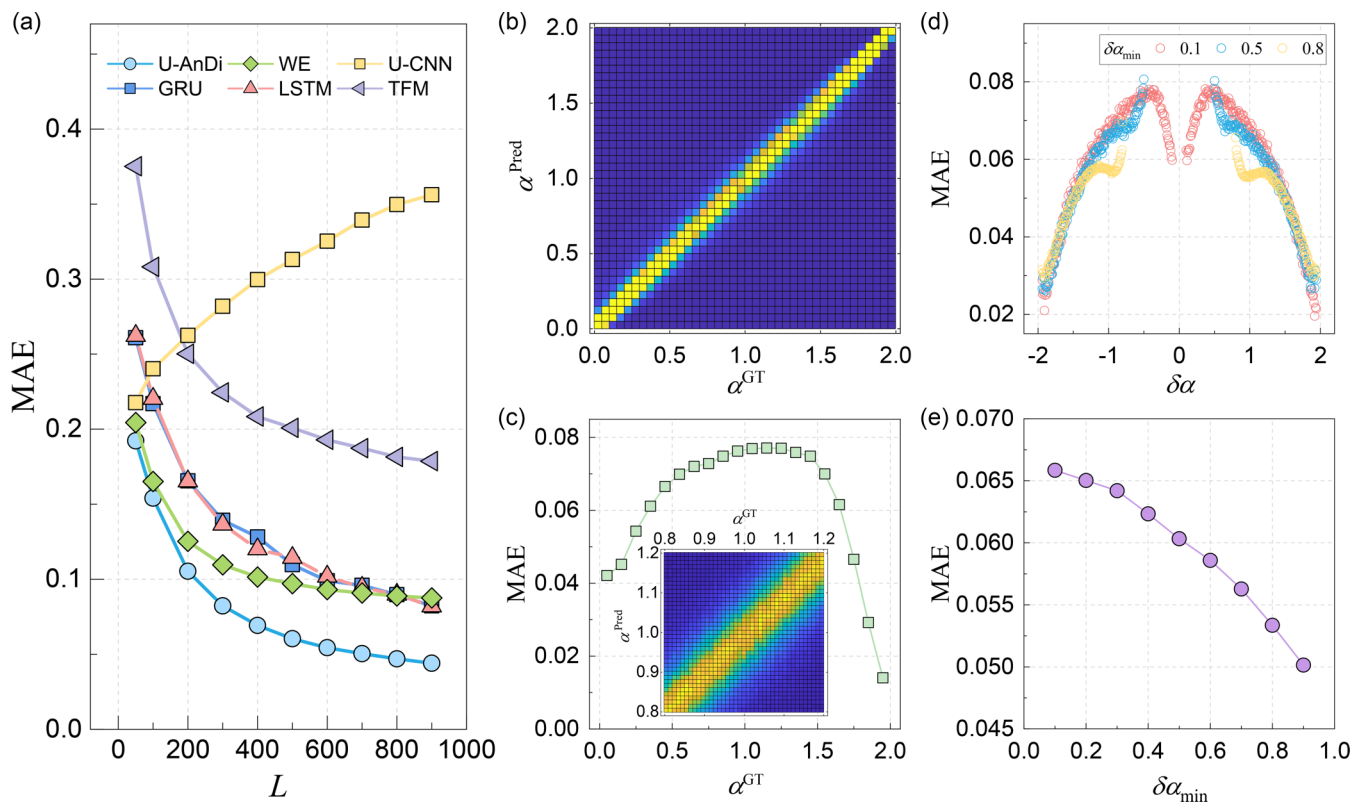 (a)
MAE
0.4
0.3
0.2
0.1
0.0
U-AnDi WE U-CNN
GRU LSTM TFM
0 200 400 600 800 1000
L
(b)
α^Pred
2.0
1.5
1.0
0.5
0.0
0.0 0.5 1.0 1.5 2.0
α^GT
(c)
MAE
0.08
0.06
0.04
0.02
0.00
α^GT
0.8 0.9 1.0 1.1 1.2
α^Pred
1.2
1.1
1.0
0.9
0.8
0.0 0.5 1.0 1.5 2.0
α^GT
(d)
δα_min 0.1 0.5 0.8
MAE
0.08
0.06
0.04
0.02
-2 -1 0 1 2
δα
(e)
MAE
0.070
0.065
0.060
0.055
0.050
0.045
0.0 0.2 0.4 0.6 0.8 1.0
δα_min